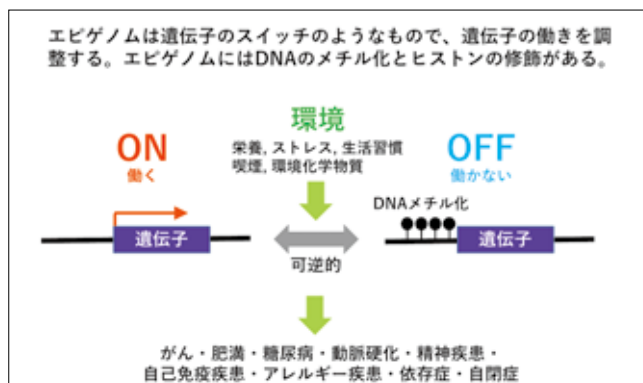 エピゲノムは遺伝子のスイッチのようなもので、遺伝子の働きを調
整する。エピゲノムにはDNAのメチル化とヒストンの修飾がある。
環境
栄養, ストレス, 生活習慣
喫煙, 環境化学物質
ON
働く
OFF
働かない
DNAメチル化
遺伝子
可逆的
遺伝子
がん・肥満・糖尿病・動脈硬化・精神疾患・
自己免疫疾患・アレルギー疾患・依存症・自閉症